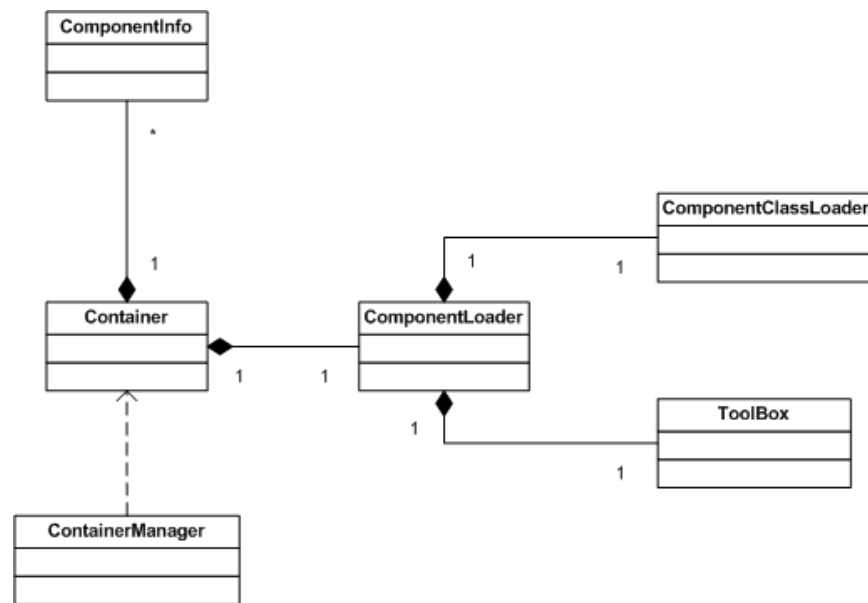 ComponentInfo
*
ComponentClassLoader
1
1
1
Container
ComponentLoader
1
1
ToolBox
1
1
ContainerManager